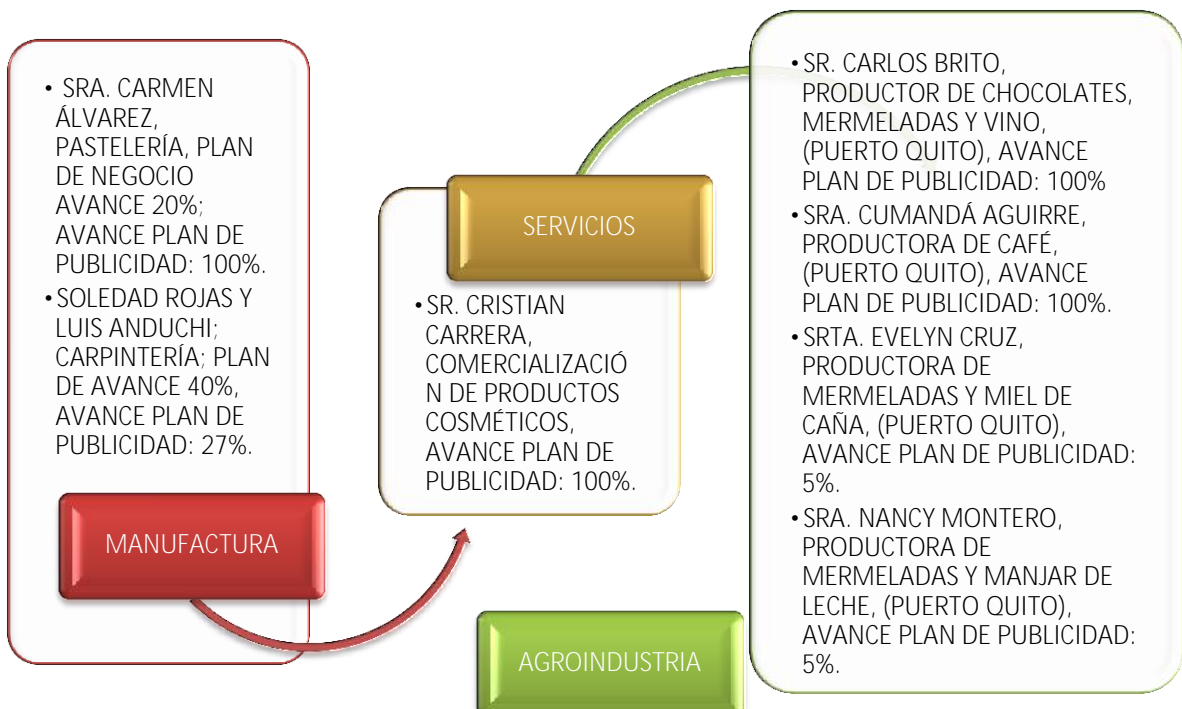 • SRA. CARMEN
ÁLVAREZ,
PASTELERÍA, PLAN
DE NEGOCIO
AVANCE 20%;
AVANCE PLAN DE
PUBLICIDAD: 100%.
• SOLEDAD ROJAS Y
LUIS ANDUCHI;
CARPINTERÍA; PLAN
DE AVANCE 40%,
AVANCE PLAN DE
PUBLICIDAD: 27%.
MANUFACTURA
SERVICIOS
• SR. CRISTIAN
CARRERA,
COMERCIALIZACIÓ
N DE PRODUCTOS
COSMÉTICOS,
AVANCE PLAN DE
PUBLICIDAD: 100%.
• SR. CARLOS BRITO,
PRODUCTOR DE CHOCOLATES,
MERMELADAS Y VINO,
(PUERTO QUITO), AVANCE
PLAN DE PUBLICIDAD: 100%
• SRA. CUMANDÁ AGUIRRE,
PRODUCTORA DE CAFÉ,
(PUERTO QUITO), AVANCE
PLAN DE PUBLICIDAD: 100%.
• SRTA. EVELYN CRUZ,
PRODUCTORA DE
MERMELADAS Y MIEL DE
CAÑA, (PUERTO QUITO),
AVANCE PLAN DE PUBLICIDAD:
5%.
• SRA. NANCY MONTERO,
PRODUCTORA DE
MERMELADAS Y MANJAR DE
LECHE, (PUERTO QUITO),
AVANCE PLAN DE PUBLICIDAD:
5%.
AGROINDUSTRIA